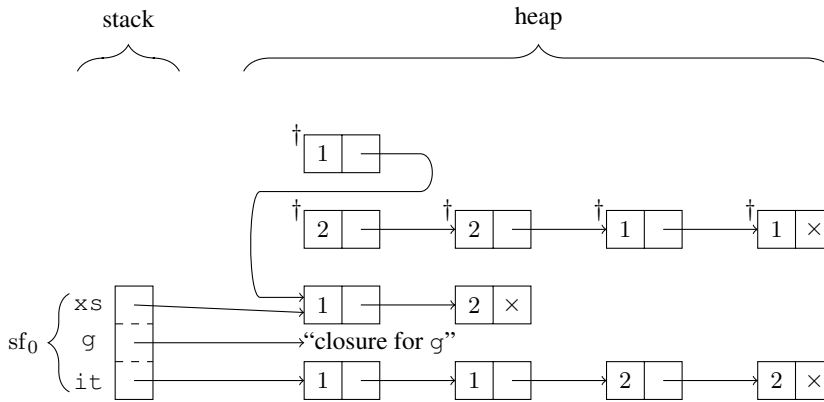 stack heap
† 1
† 2 † 2 † 1 † 1 ×
xs 1 2 ×
sf₀ g “closure for g”
it 1 1 2 2 ×